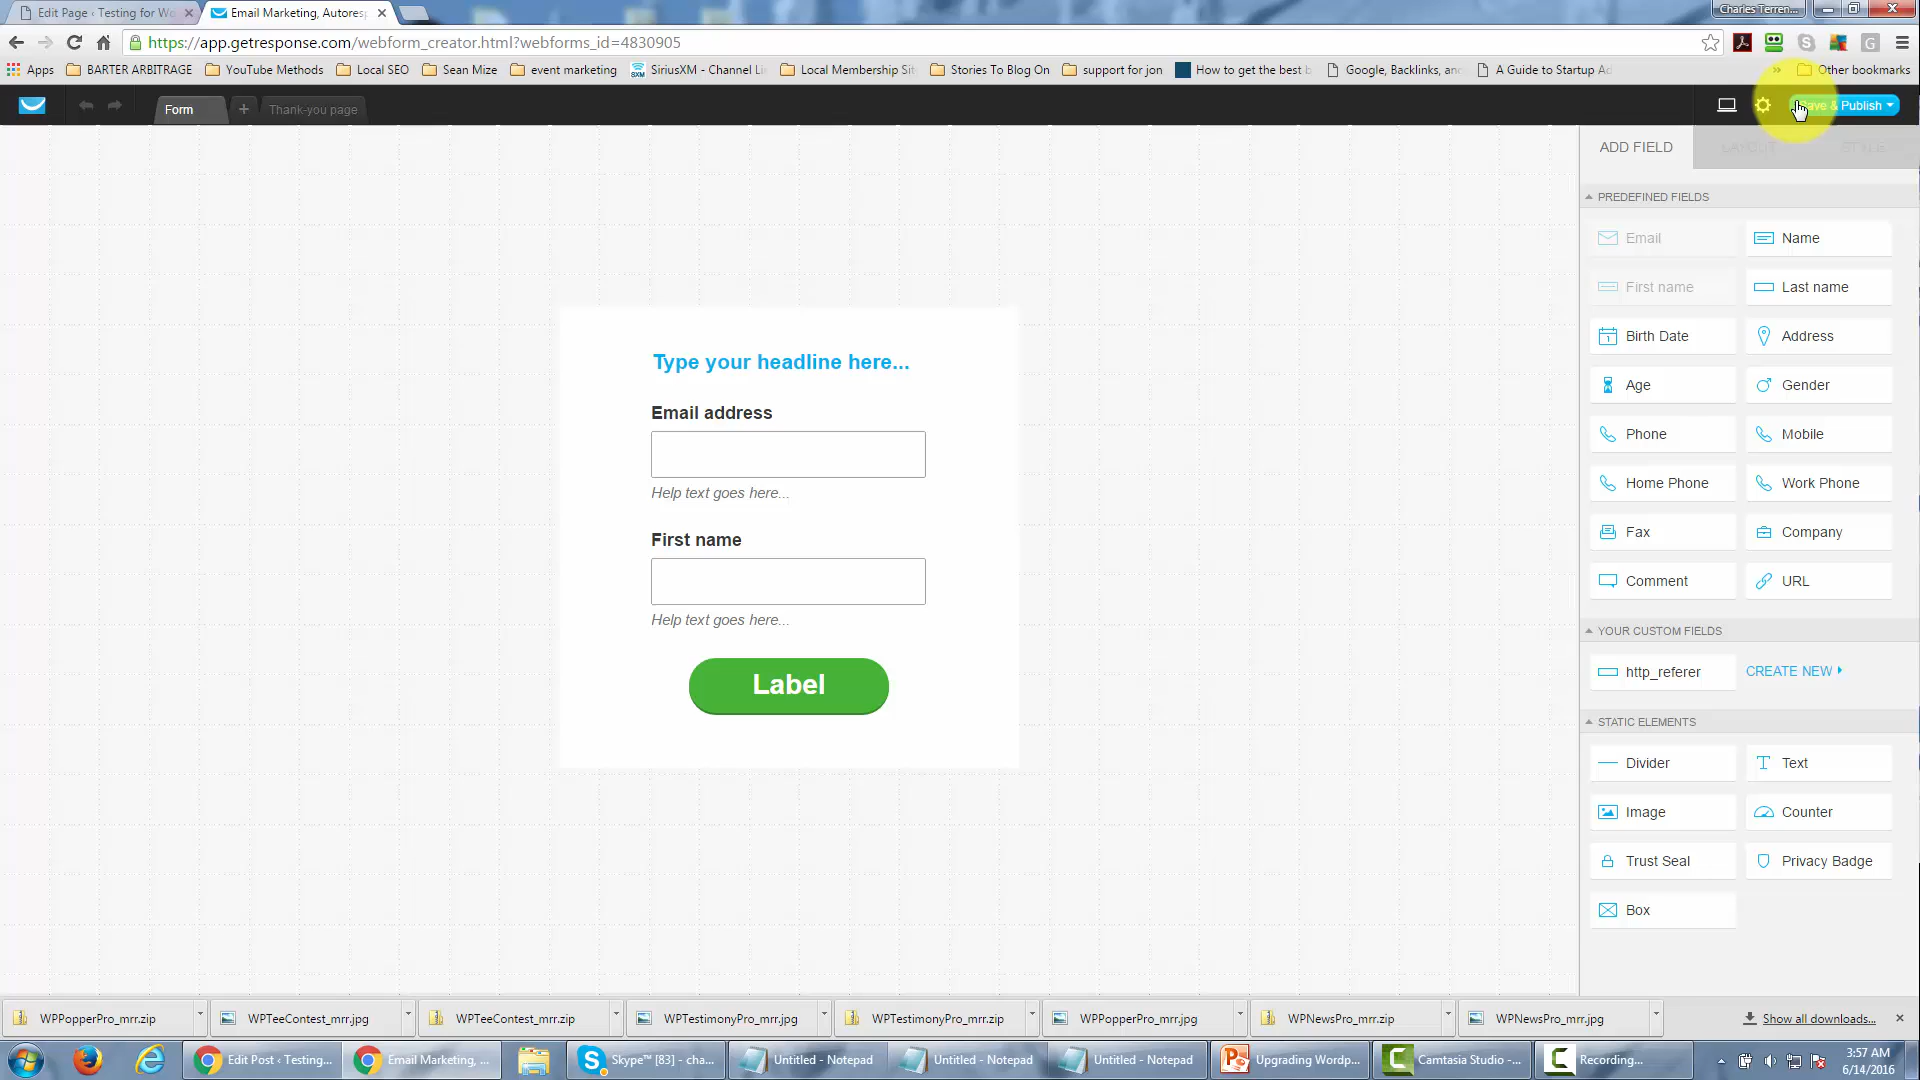 Edit Page ‹ Testing for Wo
Email Marketing, Autoresp
Charles Terren...
https://app.getresponse.com/webform_creator.html?webforms_id=4830905
Apps
BARTER ARBITRAGE
YouTube Methods
Local SEO
Sean Mize
event marketing
SiriusXM - Channel Li
Local Membership Sit
Stories To Blog On
support for jon
How to get the best b
Google, Backlinks, and
A Guide to Startup Ad
»
Other bookmarks
Form
+
Thank-you page
Save & Publish
ADD FIELD
LAYOUT
STYLE
PREDEFINED FIELDS
Email
Name
First name
Last name
Birth Date
Address
Age
Gender
Phone
Mobile
Home Phone
Work Phone
Fax
Company
Comment
URL
YOUR CUSTOM FIELDS
http_referer
CREATE NEW
STATIC ELEMENTS
Divider
Text
Image
Counter
Trust Seal
Privacy Badge
Box
Type your headline here...
Email address
Help text goes here...
First name
Help text goes here...
Label
WPPopperPro_mrr.zip
WPTeeContest_mrr.jpg
WPTeeContest_mrr.zip
WPTestimonyPro_mrr.jpg
WPTestimonyPro_mrr.zip
WPPopperPro_mrr.jpg
WPNewsPro_mrr.zip
WPNewsPro_mrr.jpg
Show all downloads...
Edit Post ‹ Testing...
Email Marketing, ...
Skype™ [83] - cha...
Untitled - Notepad
Untitled - Notepad
Untitled - Notepad
Upgrading Wordp...
Camtasia Studio -...
Recording...
3:57 AM
6/14/2016